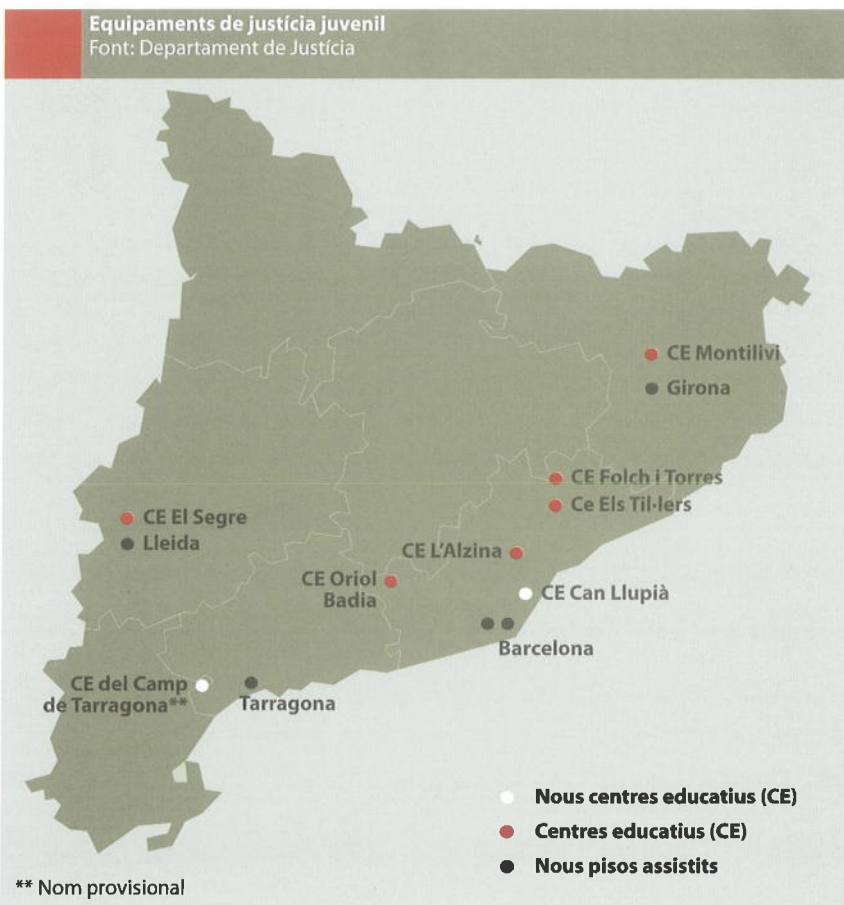 Equipaments de justícia juvenil
Font: Departament de Justícia
CE Montilivi
Girona
CE Folch i Torres
Ce Els Til·lers
CE El Segre
Lleida
CE L'Alzina
CE Oriol
Badia
CE Can Llupià
Barcelona
CE del Camp
de Tarragona**
Tarragona
Nous centres educatius (CE)
Centres educatius (CE)
Nous pisos assistits
** Nom provisional